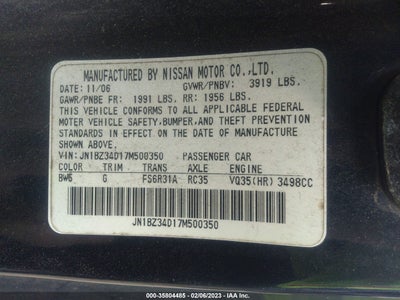 MANUFACTURED BY NISSAN MOTOR CO.,LTD.
DATE: 11/06 GVWR/PNBV: 3919 LBS.
GAWR/PNBE FR: 1991 LBS. RR: 1956 LBS.
THIS VEHICLE CONFORMS TO ALL APPLICABLE FEDERAL
MOTOR VEHICLE SAFETY,BUMPER,AND THEFT PREVENTION
STANDARDS IN EFFECT ON THE DATE OF MANUFACTURE
SHOWN ABOVE.
VIN: JN1BZ34D17M500350 PASSENGER CAR
COLOR TRIM TRANS AXLE ENGINE
BW5 G FS6R31A RC35 VQ35(HR) 3498CC
JN1BZ34D17M500350
000-35804485 - 02/06/2023 - IAA, Inc.